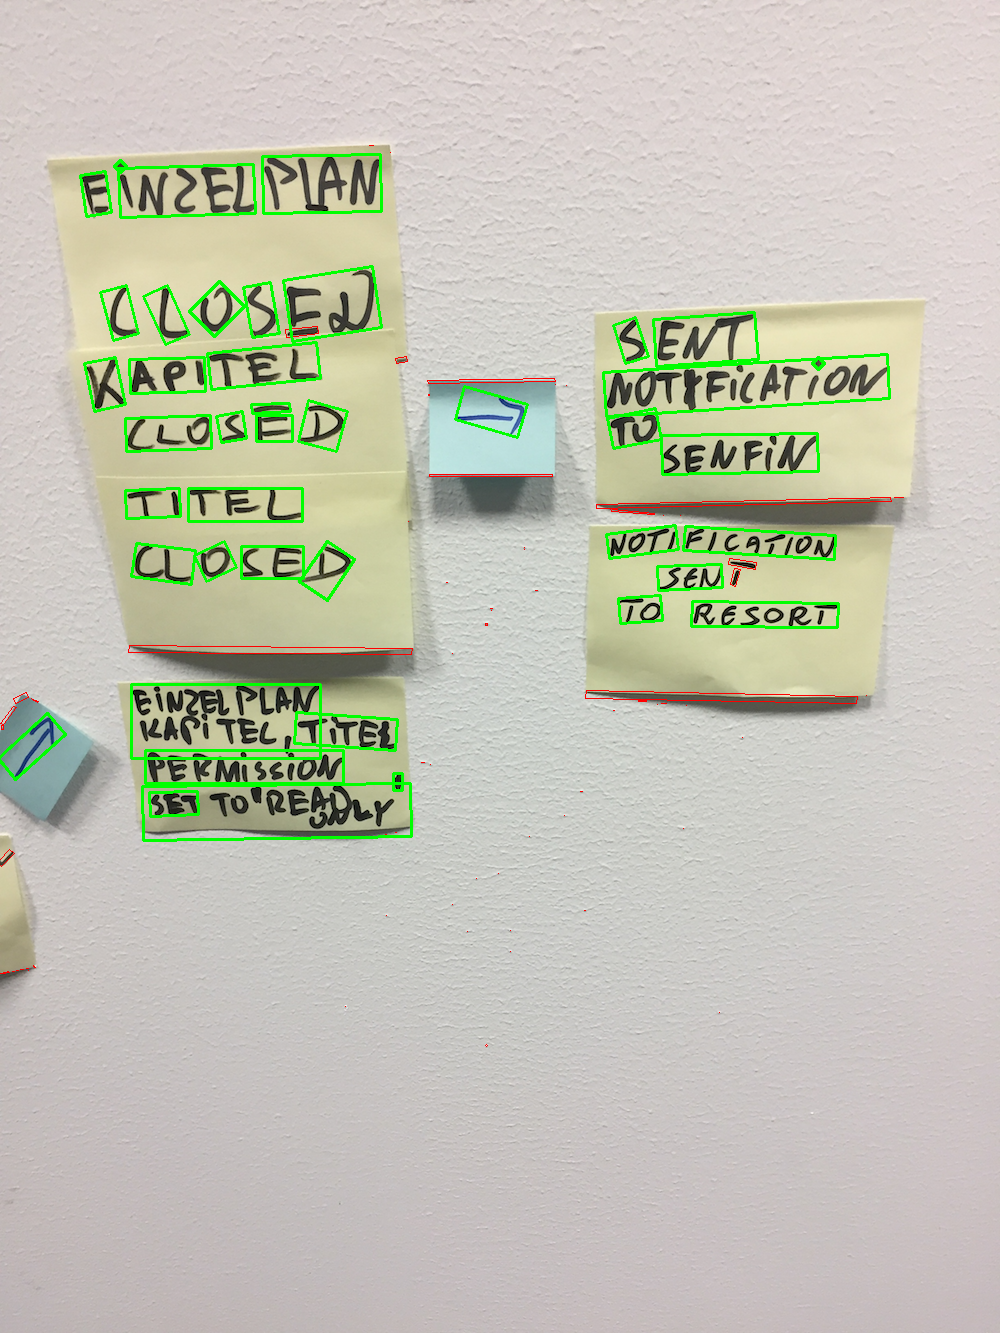 EiNZELPLAN
CLOSED
KAPITEL
CLOSED
TITEL
CLOSED
EiNZELPLAN
KAPiTEL, TiTEL
PERMISSiON
SET TO "READ
ONLY"
SENT
NOTIFiCATiON
TO
SENFiN
NOTIFICATION
SENT
TO RESORT